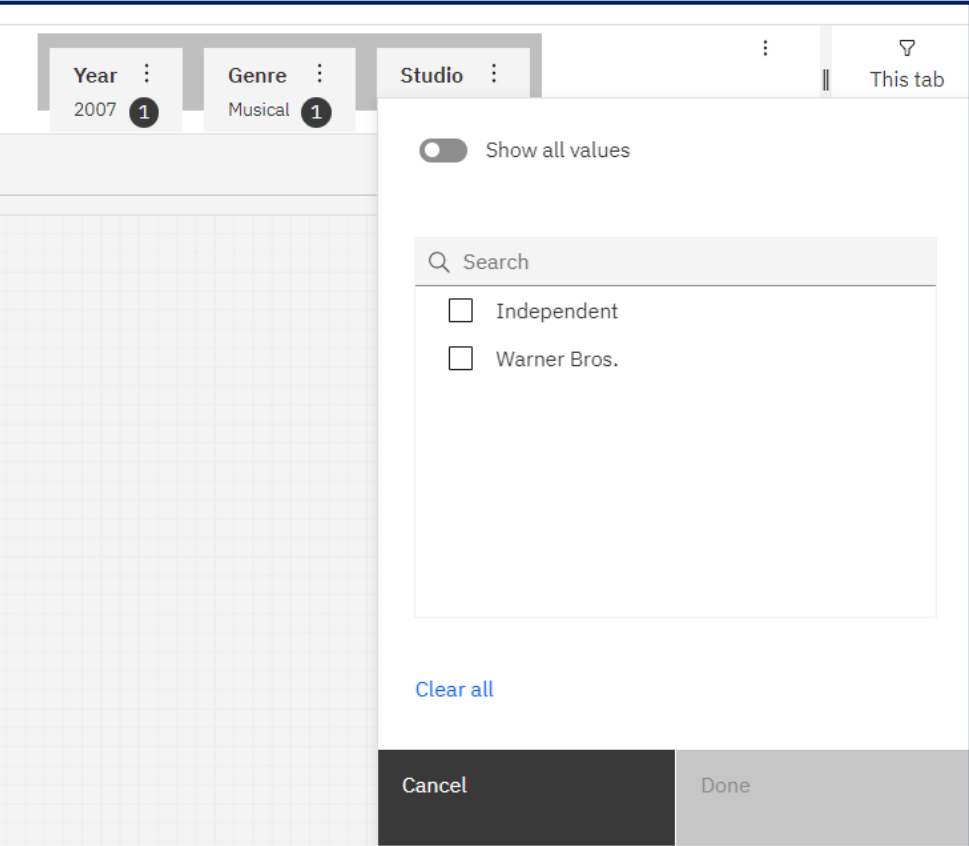 Year Genre Studio
2007 1 Musical 1
This tab
Show all values
Search
Independent
Warner Bros.
Clear all
Cancel Done